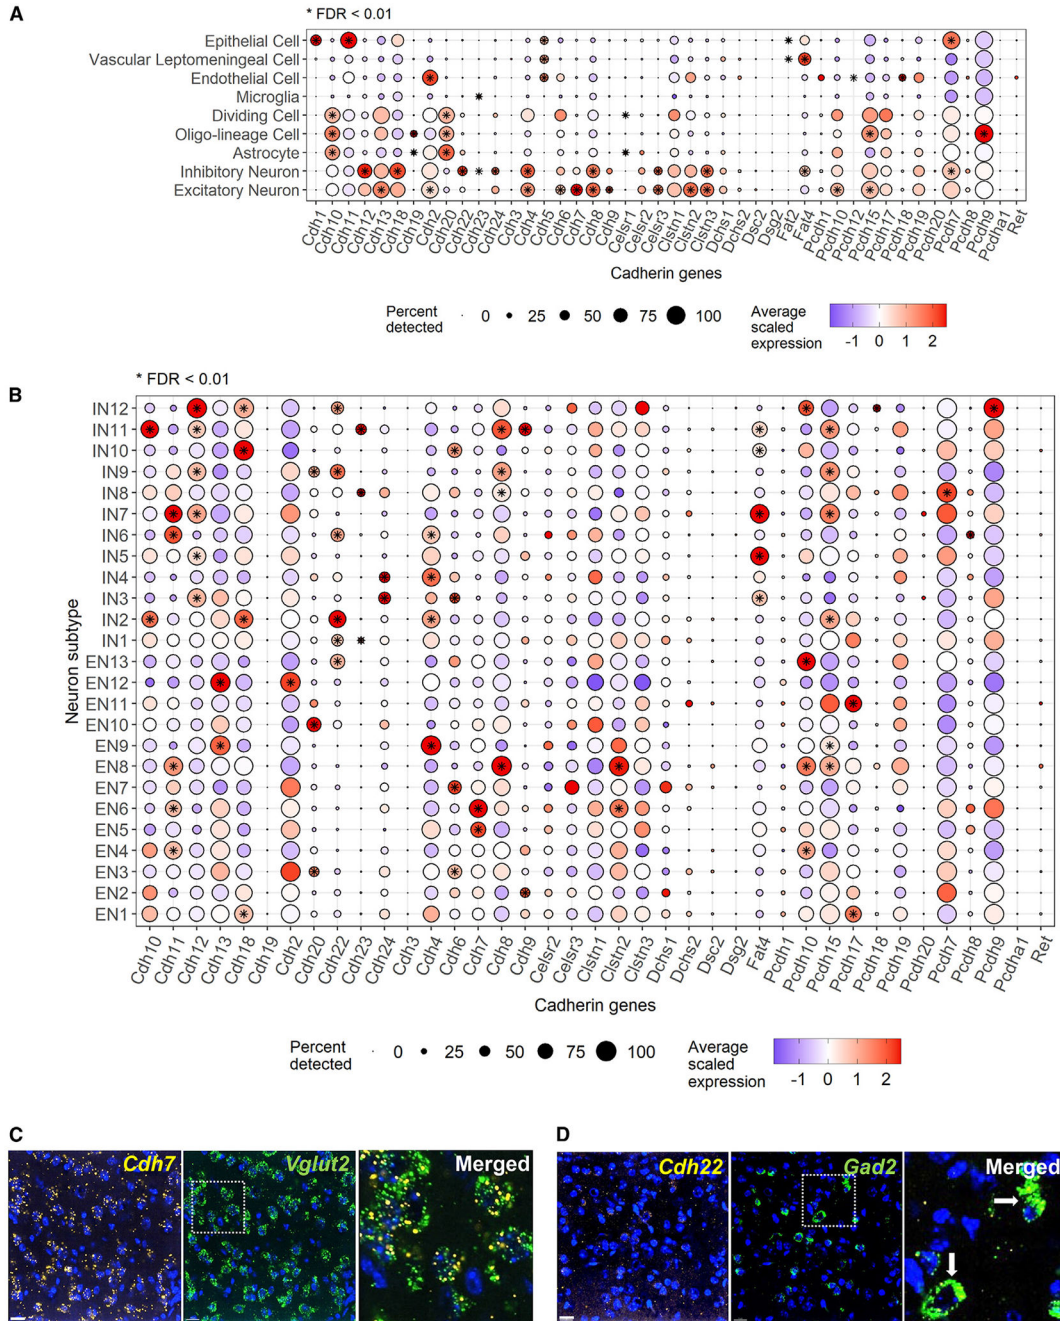 A
* FDR < 0.01
Epithelial Cell
Vascular Leptomeningeal Cell
Endothelial Cell
Microglia
Dividing Cell
Oligo-lineage Cell
Astrocyte
Inhibitory Neuron
Excitatory Neuron
Cdh1 Cdh10 Cdh11 Cdh12 Cdh13 Cdh18 Cdh19 Cdh2 Cdh20 Cdh22 Cdh23 Cdh24 Cdh3 Cdh4 Cdh5 Cdh6 Cdh7 Cdh8 Cdh9 Celsr1 Celsr2 Celsr3 Clstn1 Clstn2 Clstn3 Dchs1 Dchs2 Dsc2 Dsg2 Fat2 Fat4 Pcdh1 Pcdh10 Pcdh12 Pcdh15 Pcdh17 Pcdh18 Pcdh19 Pcdh20 Pcdh7 Pcdh8 Pcdh9 Pcdha1 Ret
Cadherin genes
Percent detected
0 25 50 75 100
Average scaled expression
-1 0 1 2
B
* FDR < 0.01
Neuron subtype
IN12
IN11
IN10
IN9
IN8
IN7
IN6
IN5
IN4
IN3
IN2
IN1
EN13
EN12
EN11
EN10
EN9
EN8
EN7
EN6
EN5
EN4
EN3
EN2
EN1
Cdh10 Cdh11 Cdh12 Cdh13 Cdh18 Cdh19 Cdh2 Cdh20 Cdh22 Cdh23 Cdh24 Cdh3 Cdh4 Cdh6 Cdh7 Cdh8 Cdh9 Celsr2 Celsr3 Clstn1 Clstn2 Clstn3 Dchs1 Dchs2 Dsc2 Dsg2 Fat4 Pcdh1 Pcdh10 Pcdh15 Pcdh17 Pcdh18 Pcdh19 Pcdh20 Pcdh7 Pcdh8 Pcdh9 Pcdha1 Ret
Cadherin genes
Percent detected
0 25 50 75 100
Average scaled expression
-1 0 1 2
C
Cdh7
Vglut2
Merged
D
Cdh22
Gad2
Merged